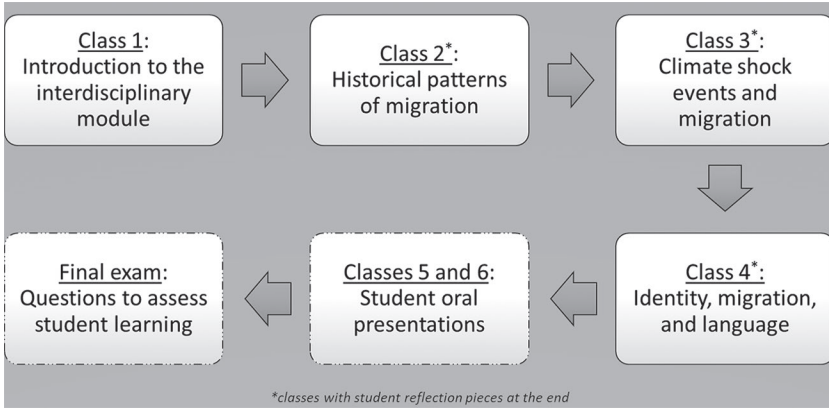 Class 1:
Introduction to the
interdisciplinary
module
Class 2*:
Historical patterns
of migration
Class 3*:
Climate shock
events and
migration
Class 4*:
Identity, migration,
and language
Classes 5 and 6:
Student oral
presentations
Final exam:
Questions to assess
student learning
*classes with student reflection pieces at the end